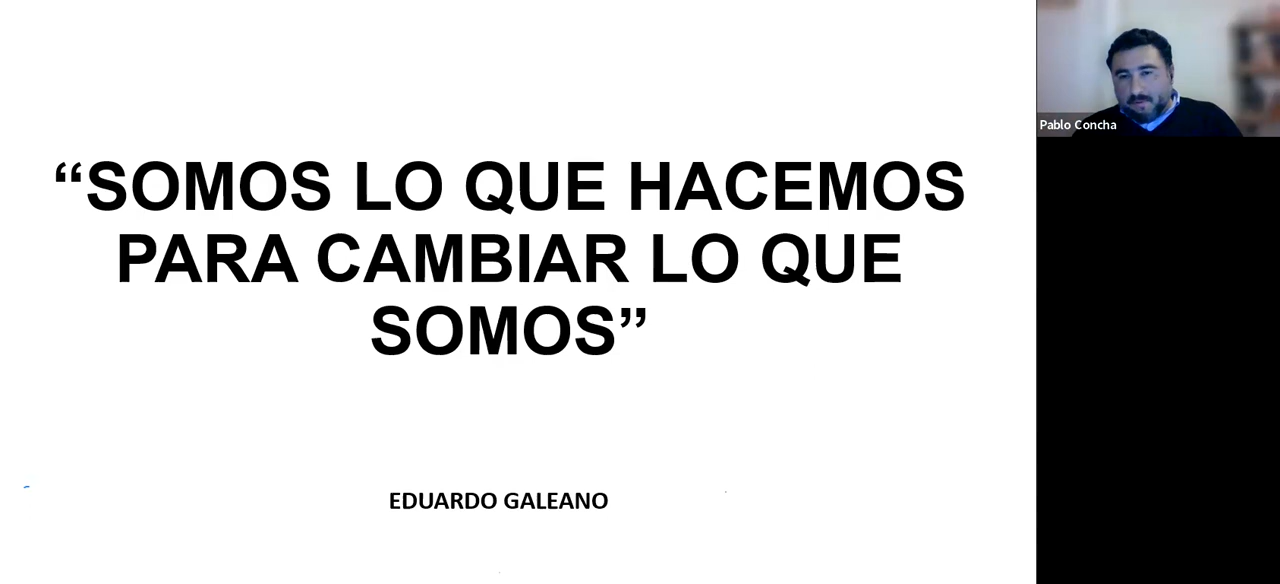 “SOMOS LO QUE HACEMOS
PARA CAMBIAR LO QUE
SOMOS”
EDUARDO GALEANO
Pablo Concha